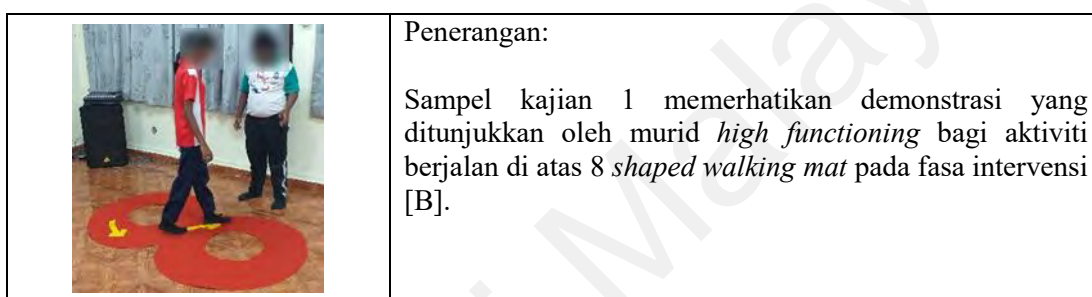 Penerangan:
Sampel kajian 1 memerhatikan demonstrasi yang
ditunjukkan oleh murid high functioning bagi aktiviti
berjalan di atas 8 shaped walking mat pada fasa intervensi
[B].